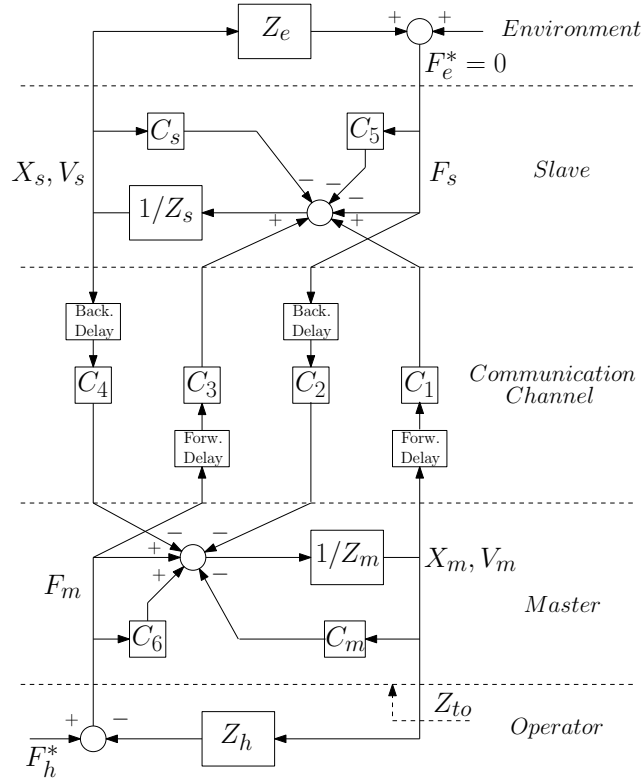 Z_e
+ +
Environment
F_e^* = 0
C_s
C_5
− −
X_s, V_s
F_s
Slave
1/Z_s
−
+ +
Back. Delay
Back. Delay
C_4
C_3
C_2
C_1
Communication
Channel
Forw. Delay
Forw. Delay
− −
+
1/Z_m
X_m, V_m
F_m
+ −
Master
C_6
C_m
Z_to
+ −
Operator
F_h^*
Z_h